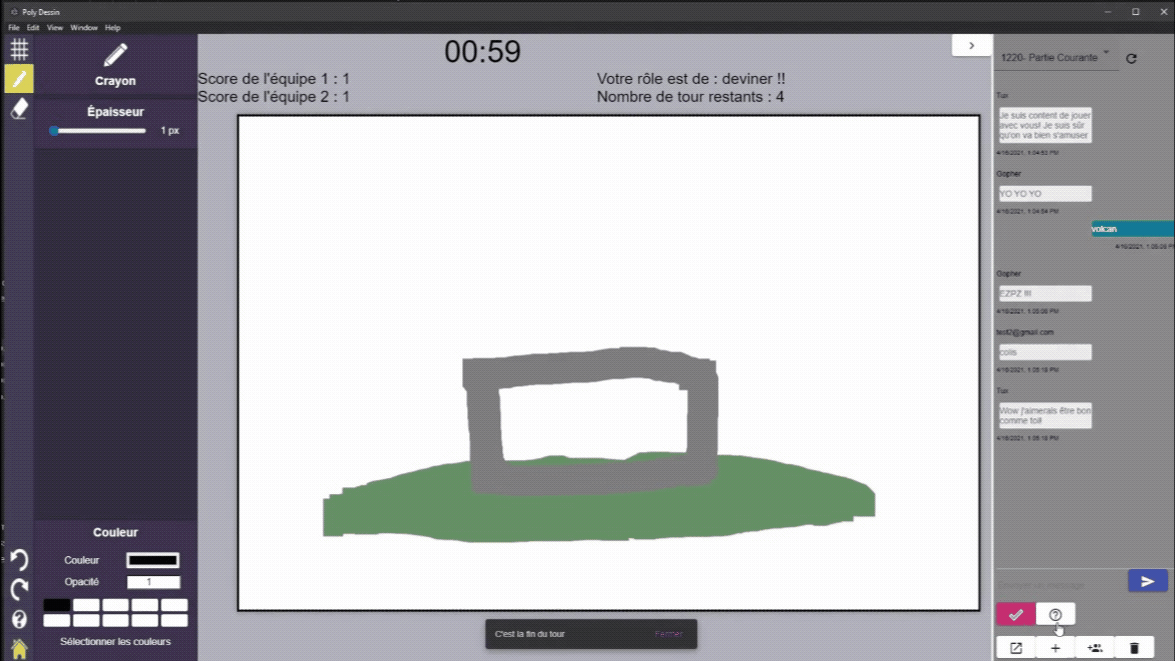 Poly Dessin
File Edit View Window Help
Crayon
Épaisseur
1 px
Couleur
Couleur
Opacité 1
Sélectionner les couleurs
00:59
Score de l'équipe 1 : 1
Score de l'équipe 2 : 1
Votre rôle est de : deviner !!
Nombre de tour restants : 4
C'est la fin du tour Fermer
1220- Partie Courante
Tux
Je suis content de jouer
avec vous! Je suis sûr
qu'on va bien s'amuser
4/16/2021, 1:04:53 PM
Gopher
YO YO YO
4/16/2021, 1:04:54 PM
volcan
4/16/2021, 1:05:05 PM
Gopher
EZPZ !!!
4/16/2021, 1:05:06 PM
test2@gmail.com
colis
4/16/2021, 1:05:18 PM
Tux
Wow j'aimerais être bon
comme toi!
4/16/2021, 1:05:18 PM